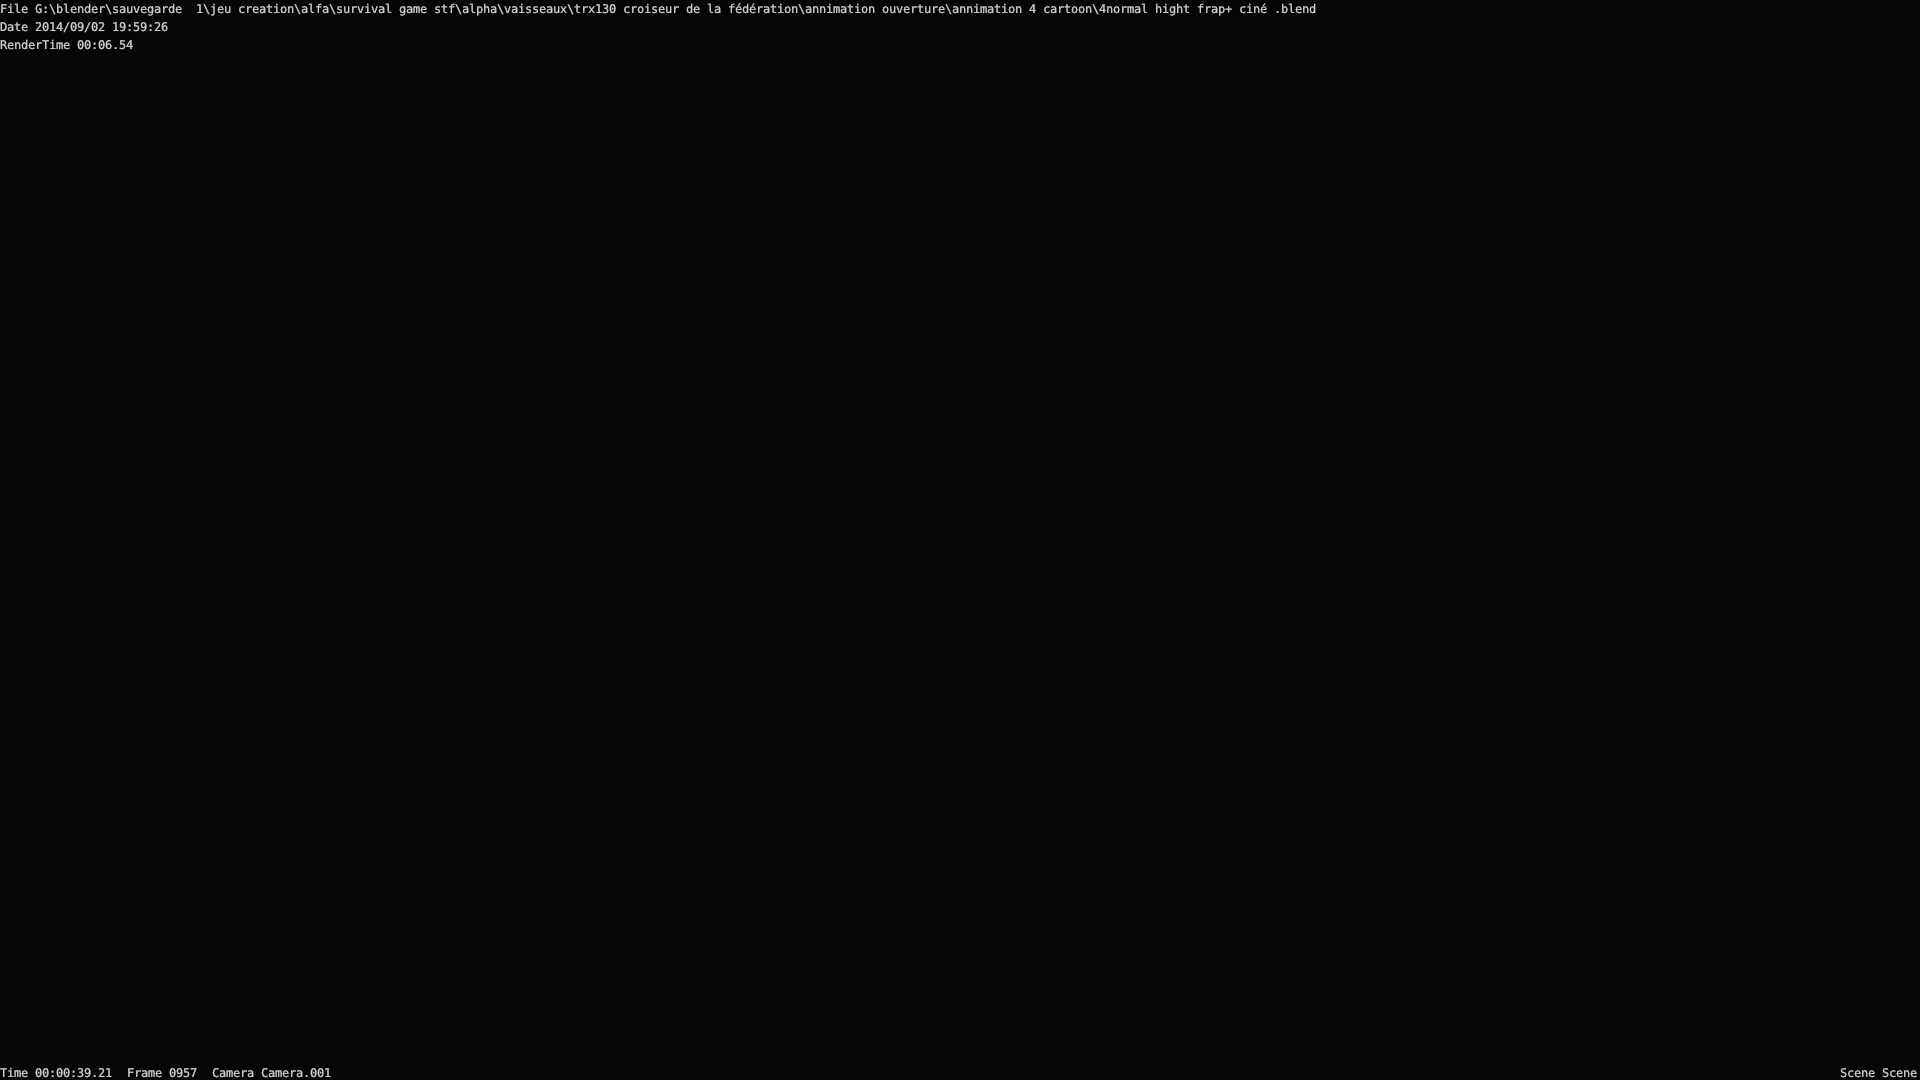 File G:\blender\sauvegarde  1\jeu creation\alfa\survival game stf\alpha\vaisseaux\trx130 croiseur de la fédération\annimation ouverture\annimation 4 cartoon\4normal hight frap+ ciné .blend
Date 2014/09/02 19:59:26
RenderTime 00:06.54
Time 00:00:39.21  Frame 0957  Camera Camera.001
Scene Scene